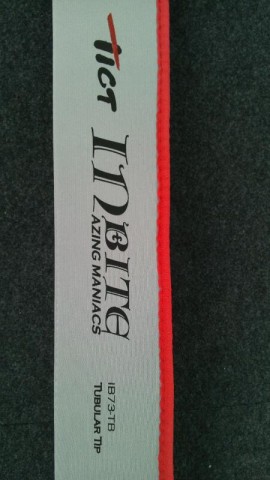 TICT
INBITE
AZING MANIACS
IB73-TB
TUBULAR TIP